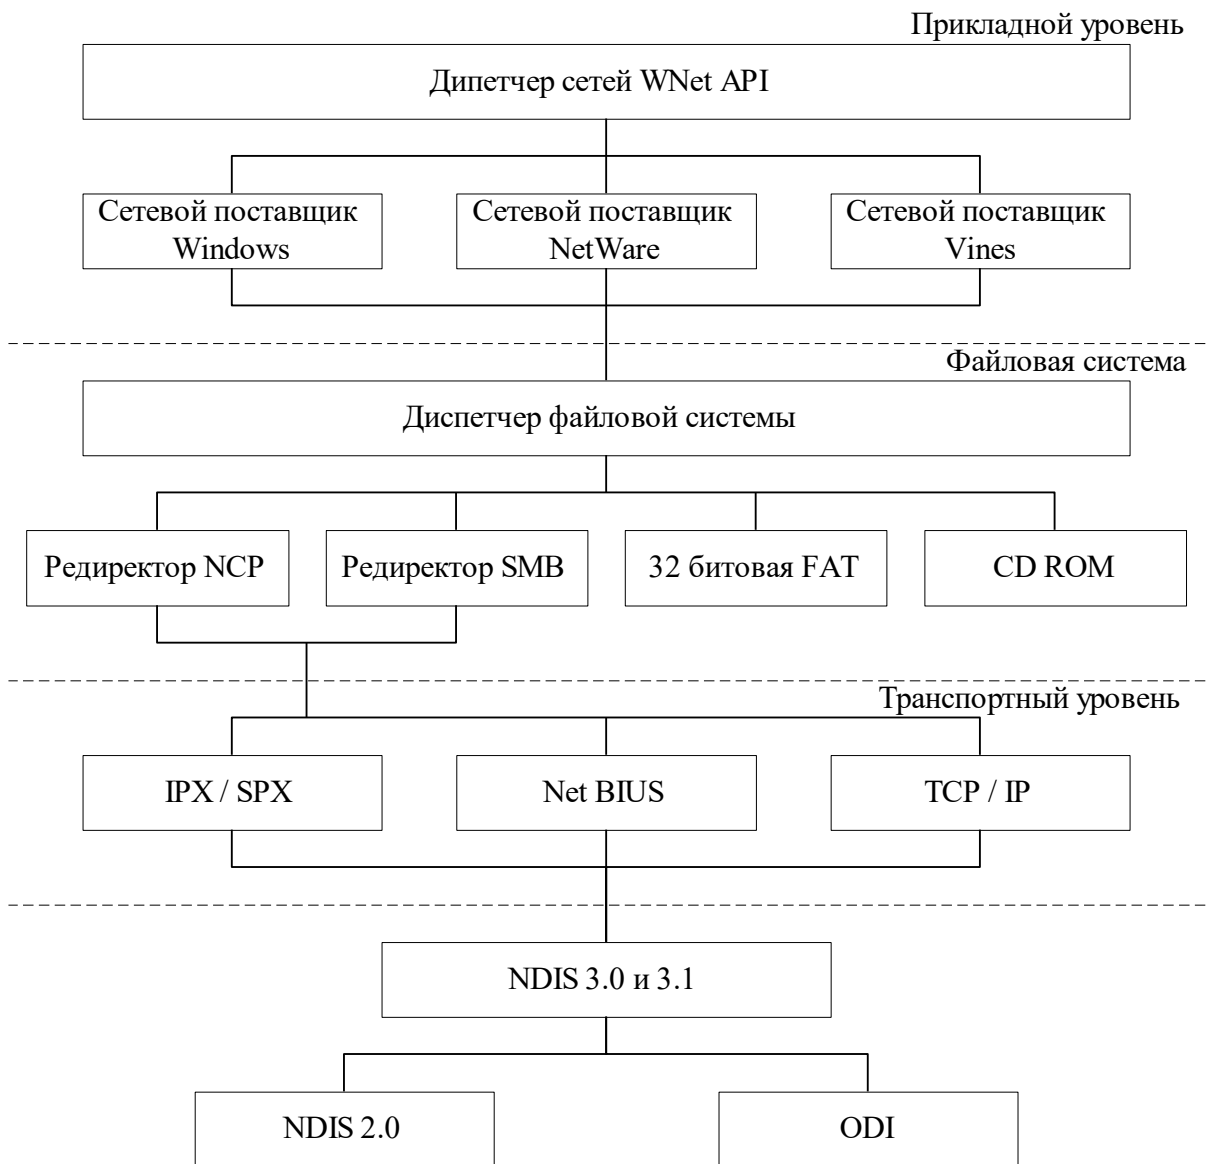 Прикладной уровень
Дипетчер сетей WNet API
Сетевой поставщик
Windows
Сетевой поставщик
NetWare
Сетевой поставщик
Vines
Файловая система
Диспетчер файловой системы
Редиректор NCP
Редиректор SMB
32 битовая FAT
CD ROM
Транспортный уровень
IPX / SPX
Net BIUS
TCP / IP
NDIS 3.0 и 3.1
NDIS 2.0
ODI